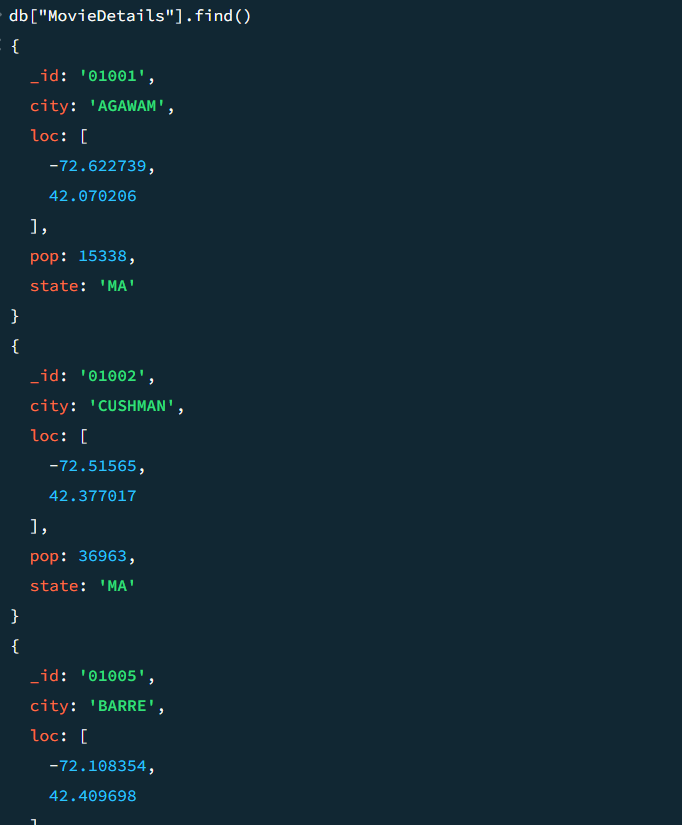 db["MovieDetails"].find()
{
  _id: '01001',
  city: 'AGAWAM',
  loc: [
    -72.622739,
    42.070206
  ],
  pop: 15338,
  state: 'MA'
}
{
  _id: '01002',
  city: 'CUSHMAN',
  loc: [
    -72.51565,
    42.377017
  ],
  pop: 36963,
  state: 'MA'
}
{
  _id: '01005',
  city: 'BARRE',
  loc: [
    -72.108354,
    42.409698
  ]